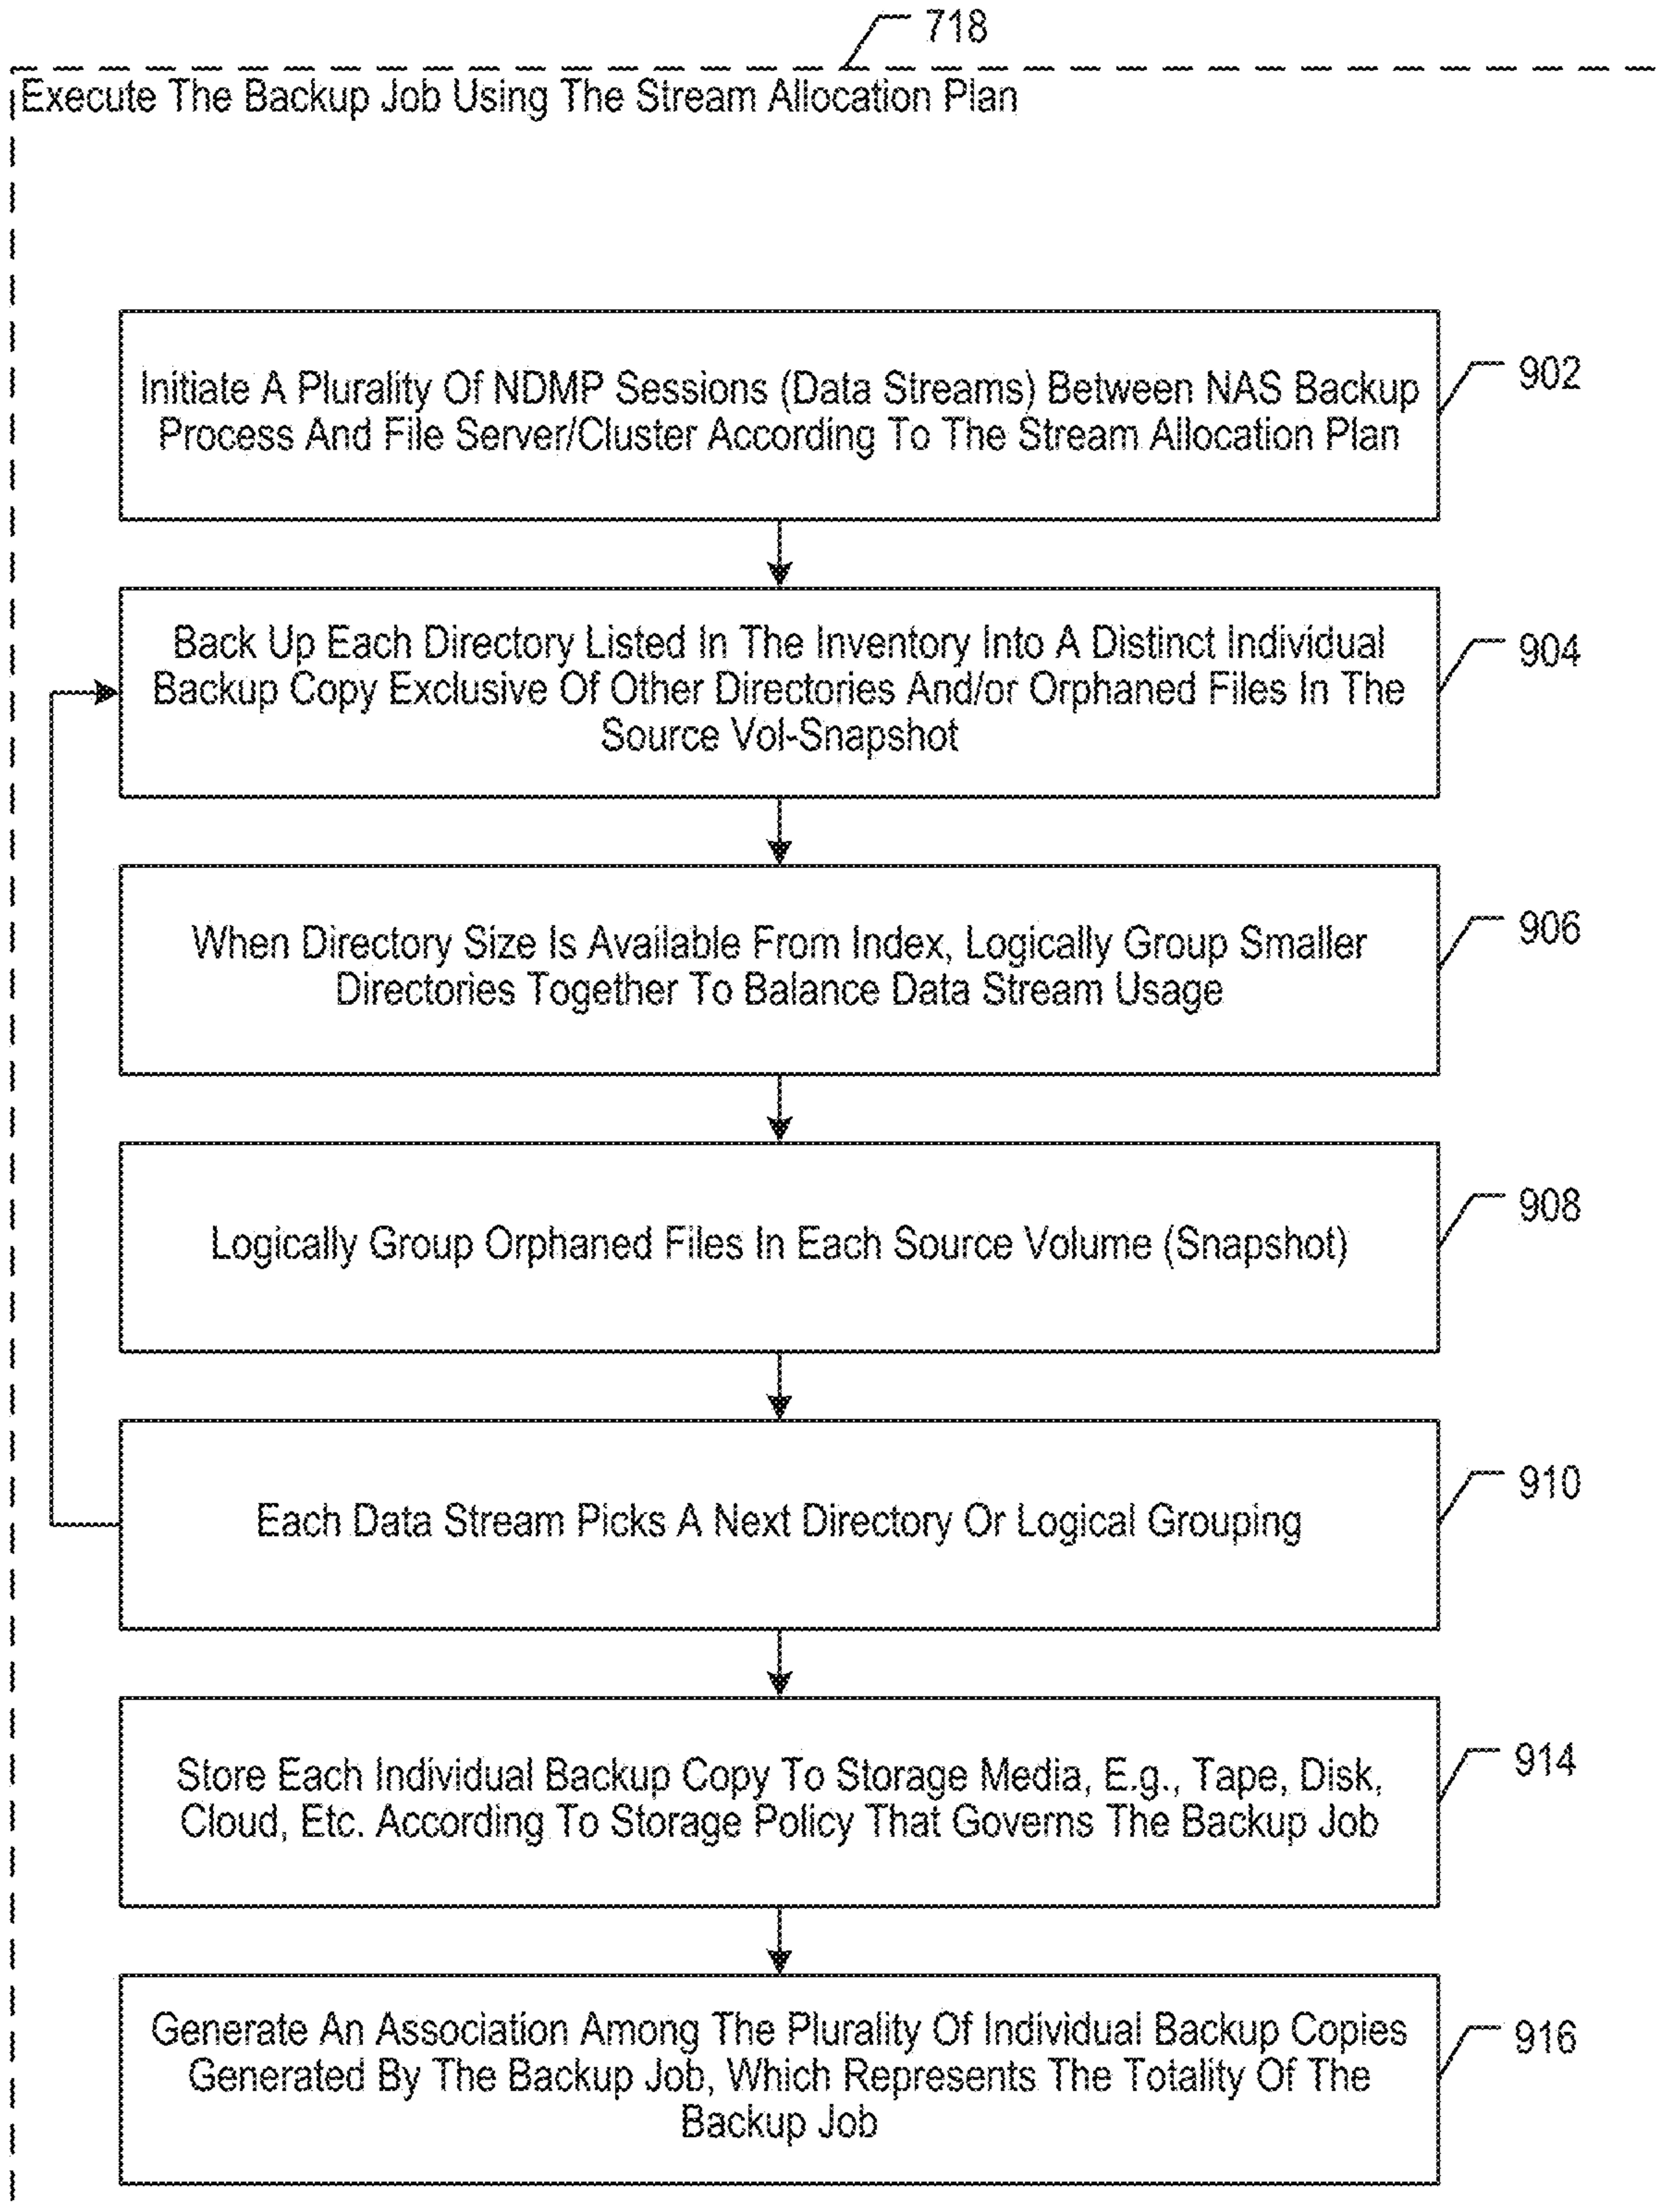 718
Execute The Backup Job Using The Stream Allocation Plan
Initiate A Plurality Of NDMP Sessions (Data Streams) Between NAS Backup
Process And File Server/Cluster According To The Stream Allocation Plan
902
Back Up Each Directory Listed In The Inventory Into A Distinct Individual
Backup Copy Exclusive Of Other Directories And/or Orphaned Files In The
Source Vol-Snapshot
904
When Directory Size Is Available From Index, Logically Group Smaller
Directories Together To Balance Data Stream Usage
906
Logically Group Orphaned Files In Each Source Volume (Snapshot)
908
Each Data Stream Picks A Next Directory Or Logical Grouping
910
Store Each Individual Backup Copy To Storage Media, E.g., Tape, Disk,
Cloud, Etc. According To Storage Policy That Governs The Backup Job
914
Generate An Association Among The Plurality Of Individual Backup Copies
Generated By The Backup Job, Which Represents The Totality Of The
Backup Job
916